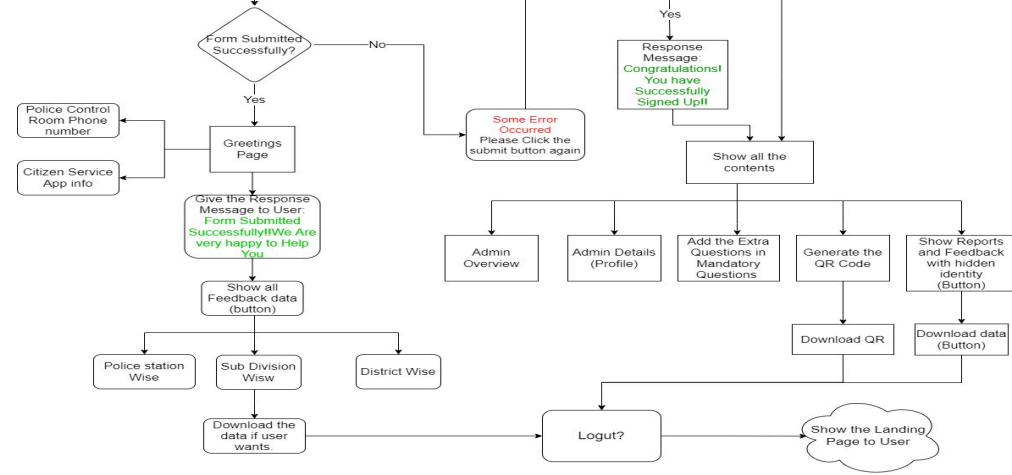 Yes
Form Submitted
Successfully?
No
Response
Message:
Congratulations!
You have
Successfully
Signed Up!!
Yes
Police Control
Room Phone
number
Greetings
Page
Some Error
Occurred
Please Click the
submit button again
Citizen Service
App info
Show all the
contents
Give the Response
Message to User:
Form Submitted
Successfully!!We Are
very happy to Help
You
Admin
Overview
Admin Details
(Profile)
Add the Extra
Questions in
Mandatory
Questions
Generate the
QR Code
Show Reports
and Feedback
with hidden
identity
(Button)
Show all
Feedback data
(button)
Download QR
Download data
(Button)
Police station
Wise
Sub Division
Wisw
District Wise
Download the
data if user
wants.
Logut?
Show the Landing
Page to User